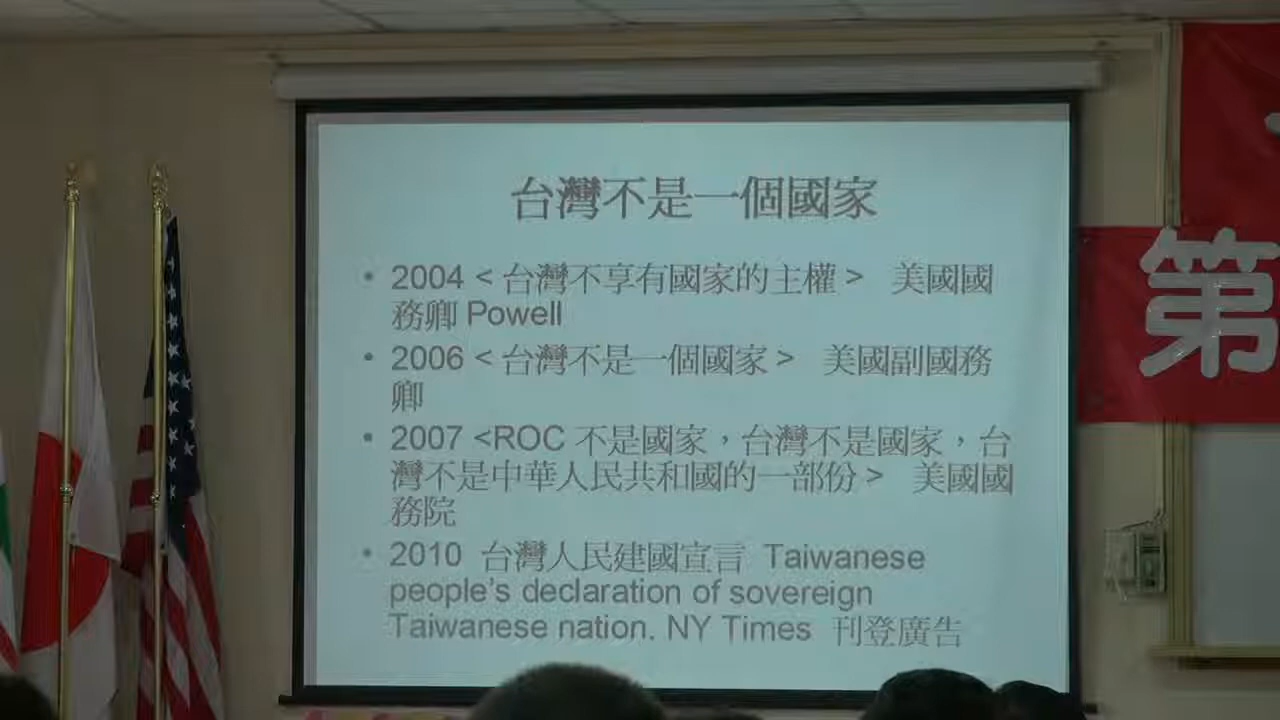 台灣不是一個國家
• 2004 < 台灣不享有國家的主權 > 美國國
務卿 Powell
• 2006 < 台灣不是一個國家 > 美國副國務
卿
• 2007 <ROC 不是國家，台灣不是國家，台
灣不是中華人民共和國的一部份 > 美國國
務院
• 2010 台灣人民建國宣言 Taiwanese
people's declaration of sovereign
Taiwanese nation. NY Times 刊登廣告
第